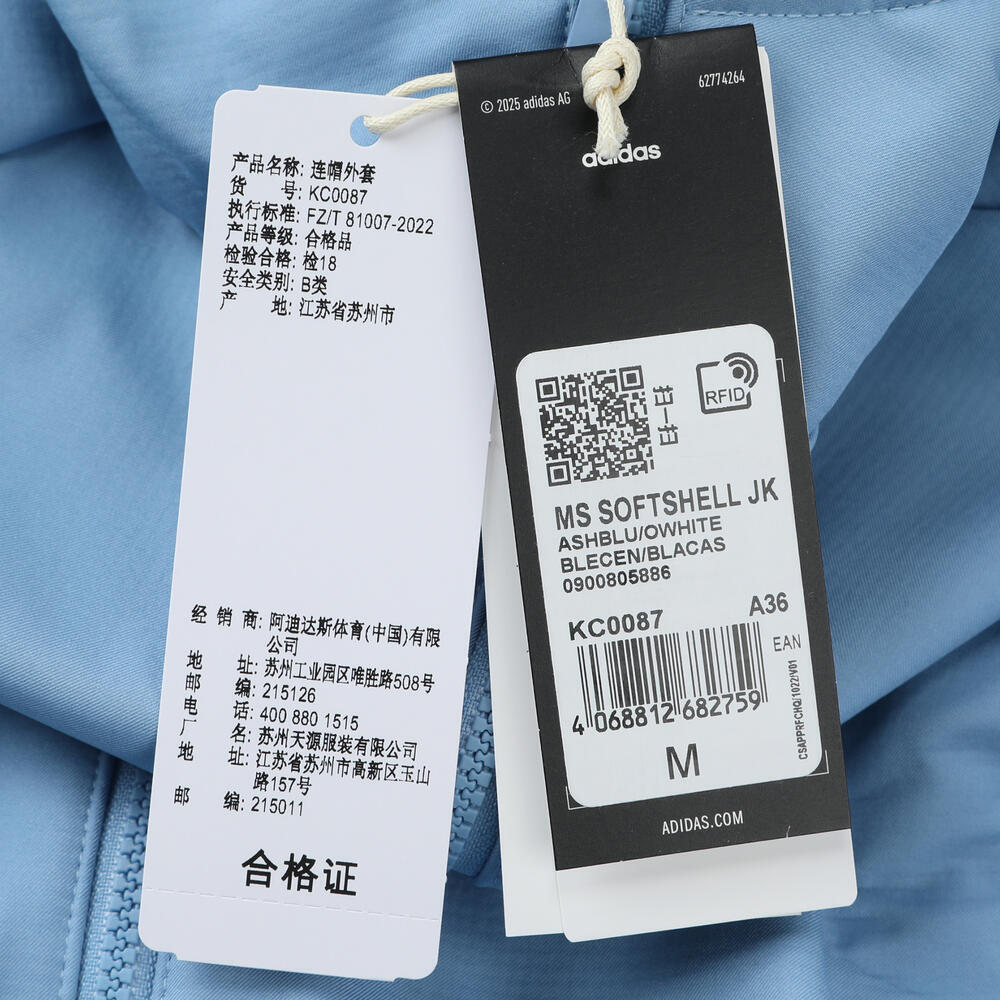 产品名称: 连帽外套
货 号: KC0087
执行标准: FZ/T 81007-2022
产品等级: 合格品
检验合格: 检18
安全类别: B类
产 地: 江苏省苏州市
经 销 商: 阿迪达斯体育(中国)有限
公司
地 址: 苏州工业园区唯胜路508号
邮 编: 215126
电 话: 400 880 1515
厂 名: 苏州天源服装有限公司
地 址: 江苏省苏州市高新区玉山
路157号
邮 编: 215011
合格证
© 2025 adidas AG
62774264
adidas
扫一扫
RFID
MS SOFTSHELL JK
ASHBLU/OWHITE
BLECEN/BLACAS
0900805886
KC0087 A36
EAN
4 068812 682759
CSAPPRFCHQ/1022/V01
M
ADIDAS.COM